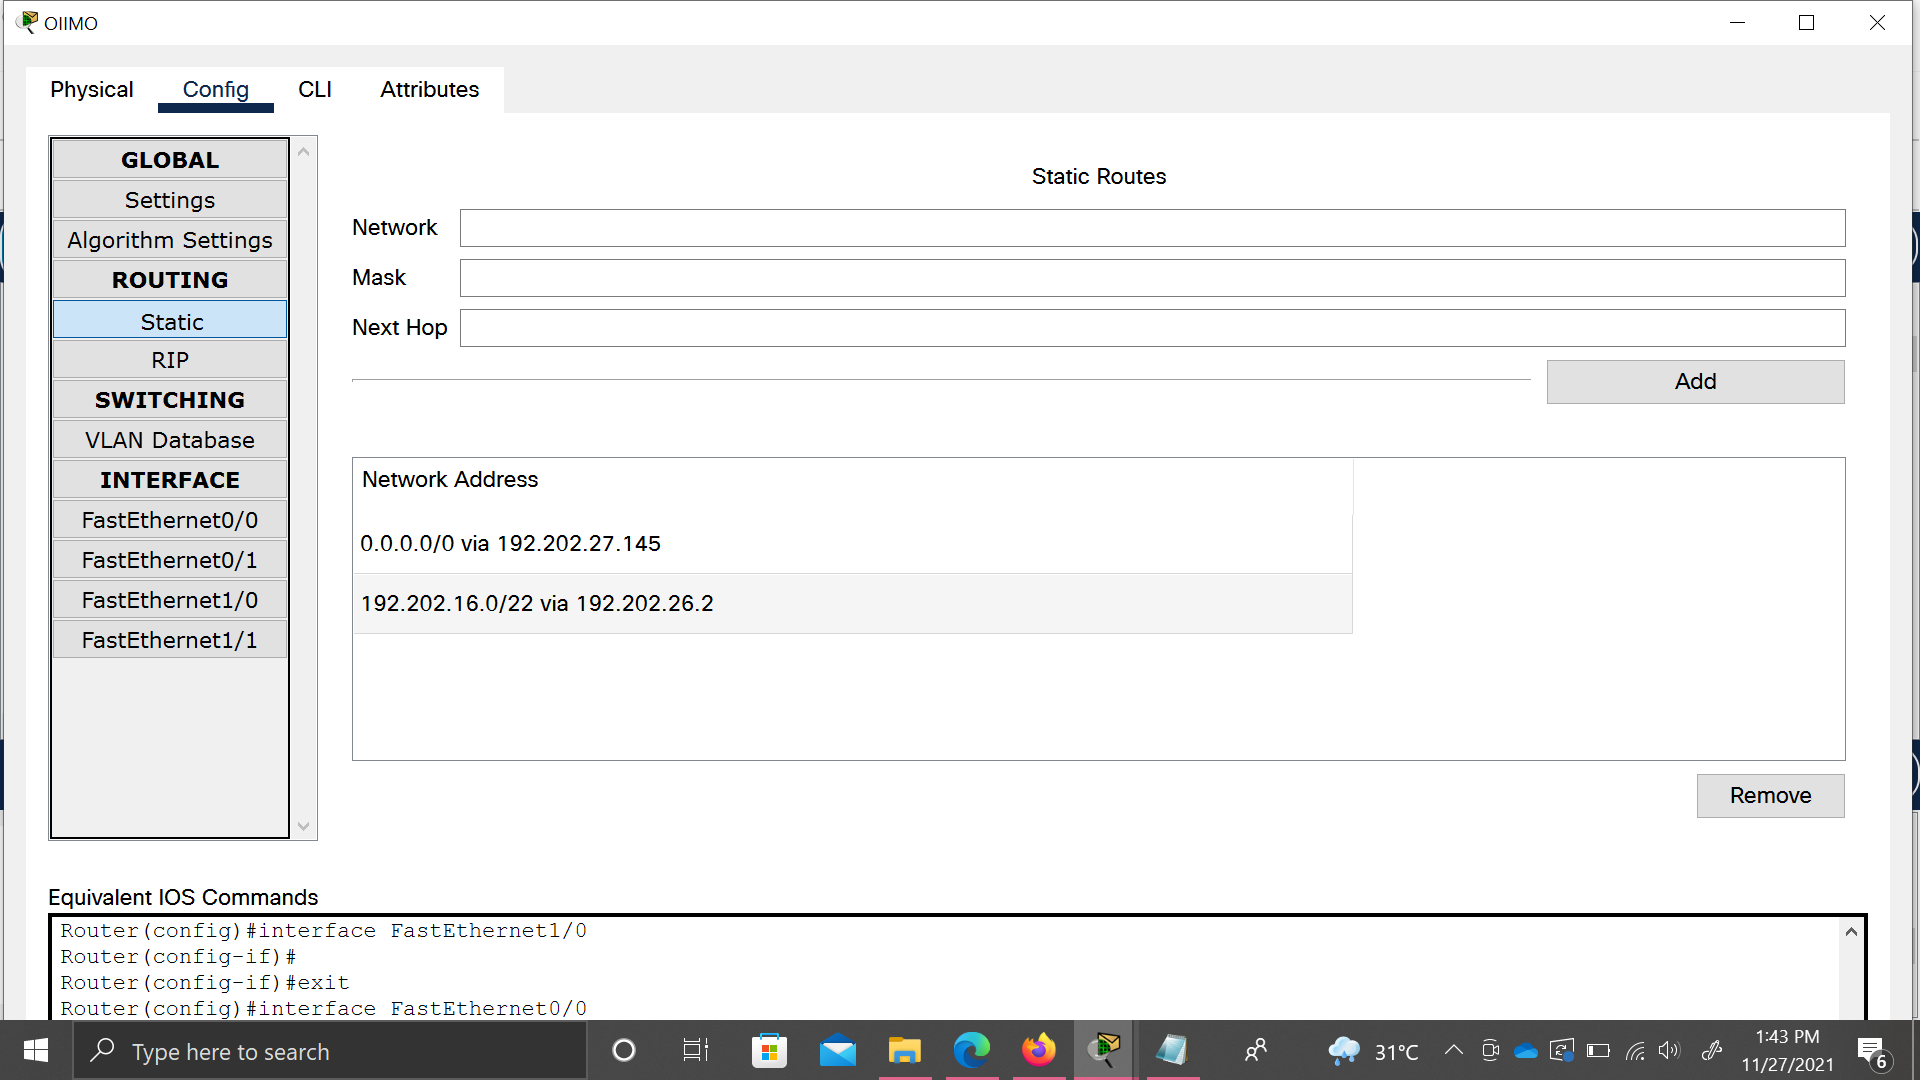 OIIMO
Physical Config CLI Attributes
GLOBAL
Settings
Algorithm Settings
ROUTING
Static
RIP
SWITCHING
VLAN Database
INTERFACE
FastEthernet0/0
FastEthernet0/1
FastEthernet1/0
FastEthernet1/1
Static Routes
Network
Mask
Next Hop
Add
Network Address
0.0.0.0/0 via 192.202.27.145
192.202.16.0/22 via 192.202.26.2
Remove
Equivalent IOS Commands
Router(config)#interface FastEthernet1/0
Router(config-if)#
Router(config-if)#exit
Router(config)#interface FastEthernet0/0
Type here to search
31°C
1:43 PM
11/27/2021
6